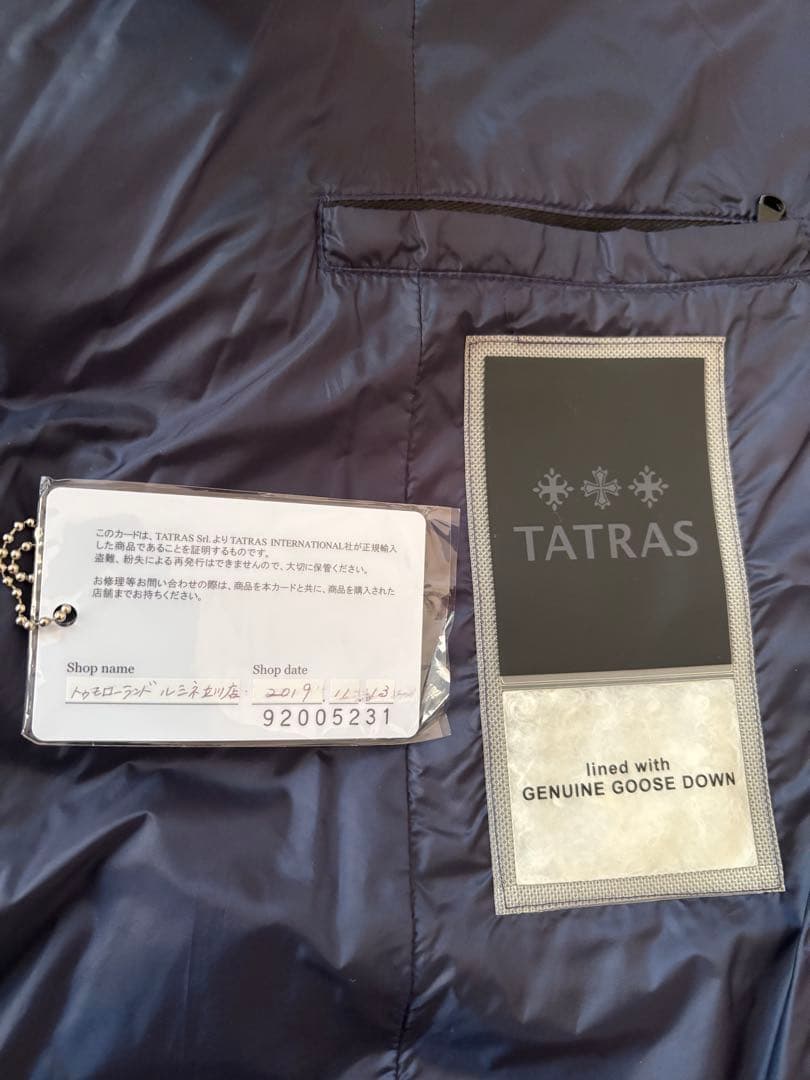 このカードは、TATRAS Srl.よりTATRAS INTERNATIONAL社が正規輸入
した商品であることを証明するものです。
盗難、紛失による再発行はできませんので、大切に保管ください。
お修理等お問い合わせの際は、商品を本カードと共に、商品を購入された
店舗までお持ちください。
Shop name
Shop date
トゥモローランド ルミネ立川店
2019 11 13
92005231
TATRAS
lined with
GENUINE GOOSE DOWN